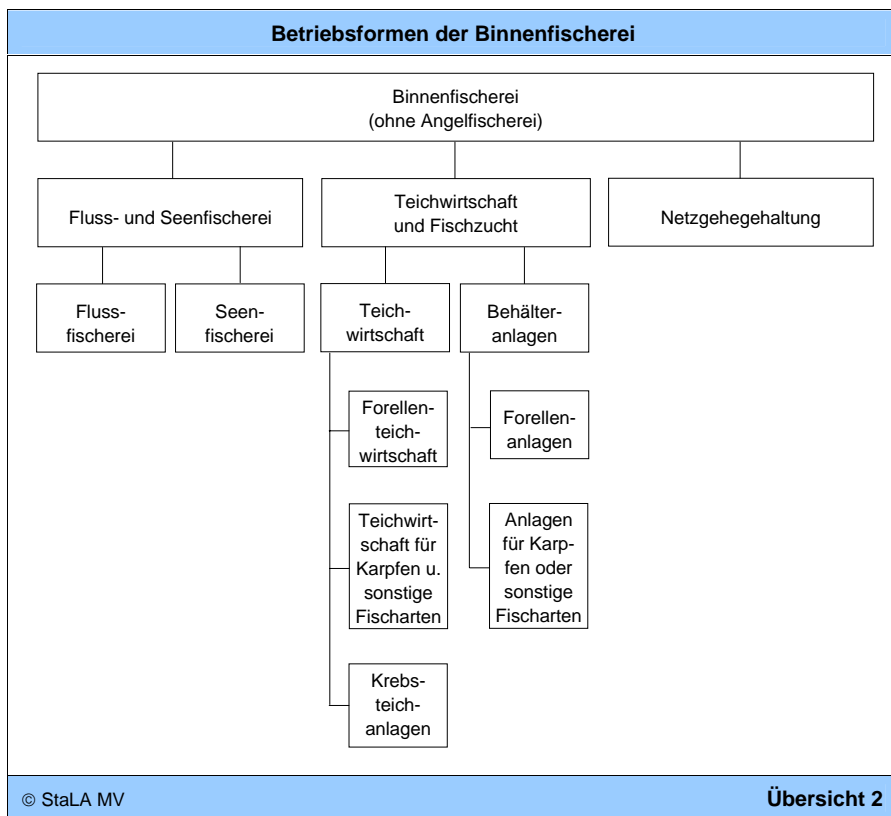 Betriebsformen der Binnenfischerei
Binnenfischerei
(ohne Angelfischerei)
Fluss- und Seenfischerei
Teichwirtschaft
und Fischzucht
Netzgehegehaltung
Fluss-
fischerei
Seen-
fischerei
Teich-
wirtschaft
Behälter-
anlagen
Forellen-
teich-
wirtschaft
Forellen-
anlagen
Teichwirt-
schaft für
Karpfen u.
sonstige
Fischarten
Anlagen
für Karp-
fen oder
sonstige
Fischarten
Krebs-
teich-
anlagen
© StaLA MV
Übersicht 2